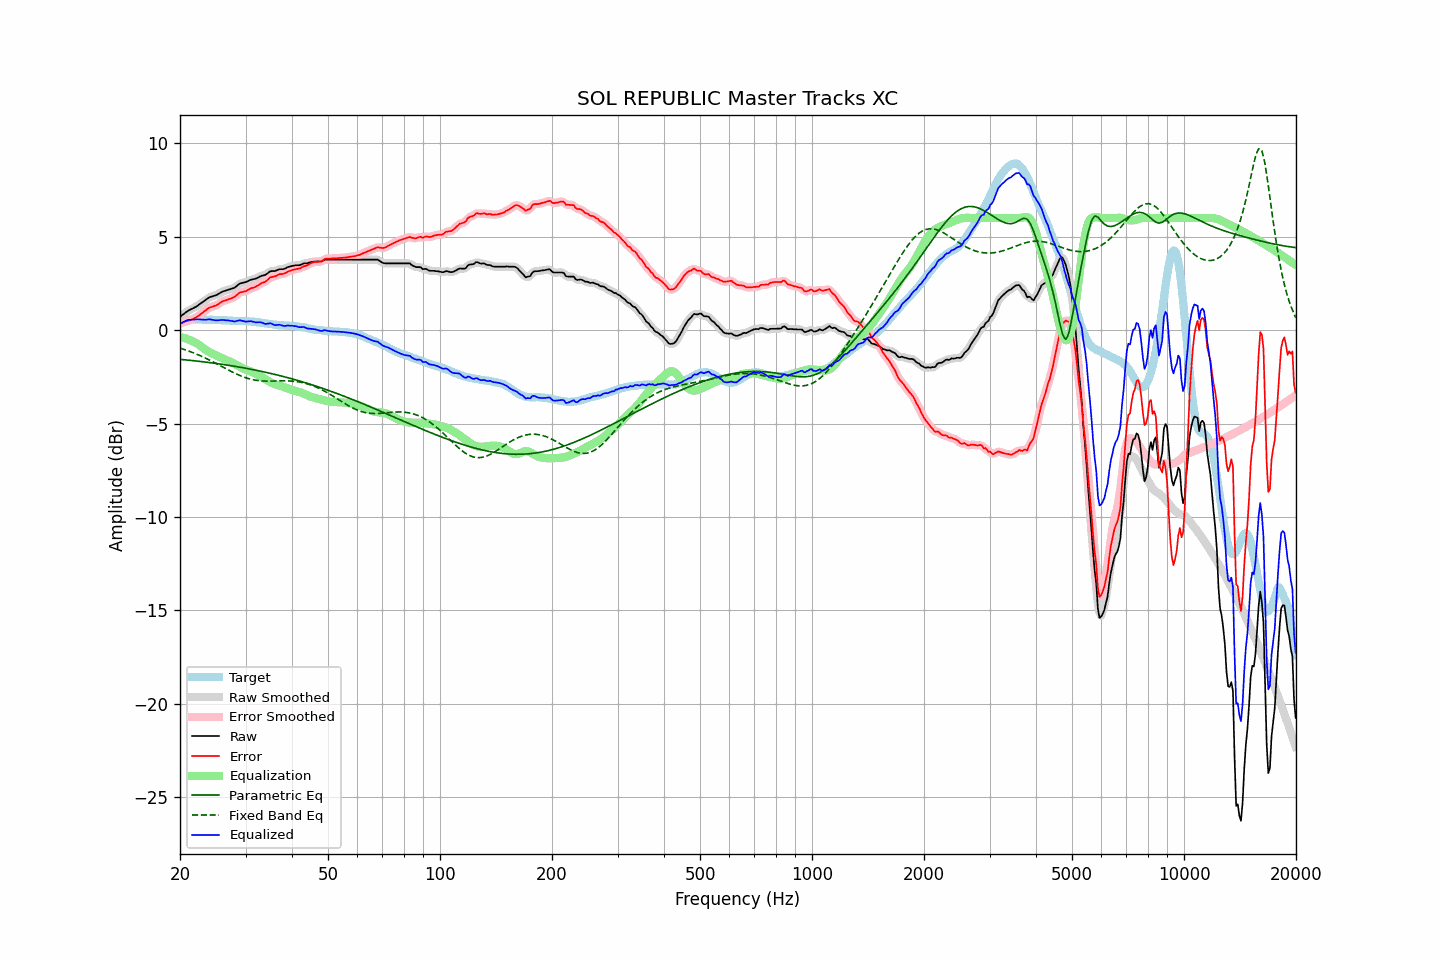 SOL REPUBLIC Master Tracks XC
10
5
0
−5
−10
−15
−20
−25
Amplitude (dBr)
Target
Raw Smoothed
Error Smoothed
Raw
Error
Equalization
Parametric Eq
Fixed Band Eq
Equalized
20 50 100 200 500 1000 2000 5000 10000 20000
Frequency (Hz)